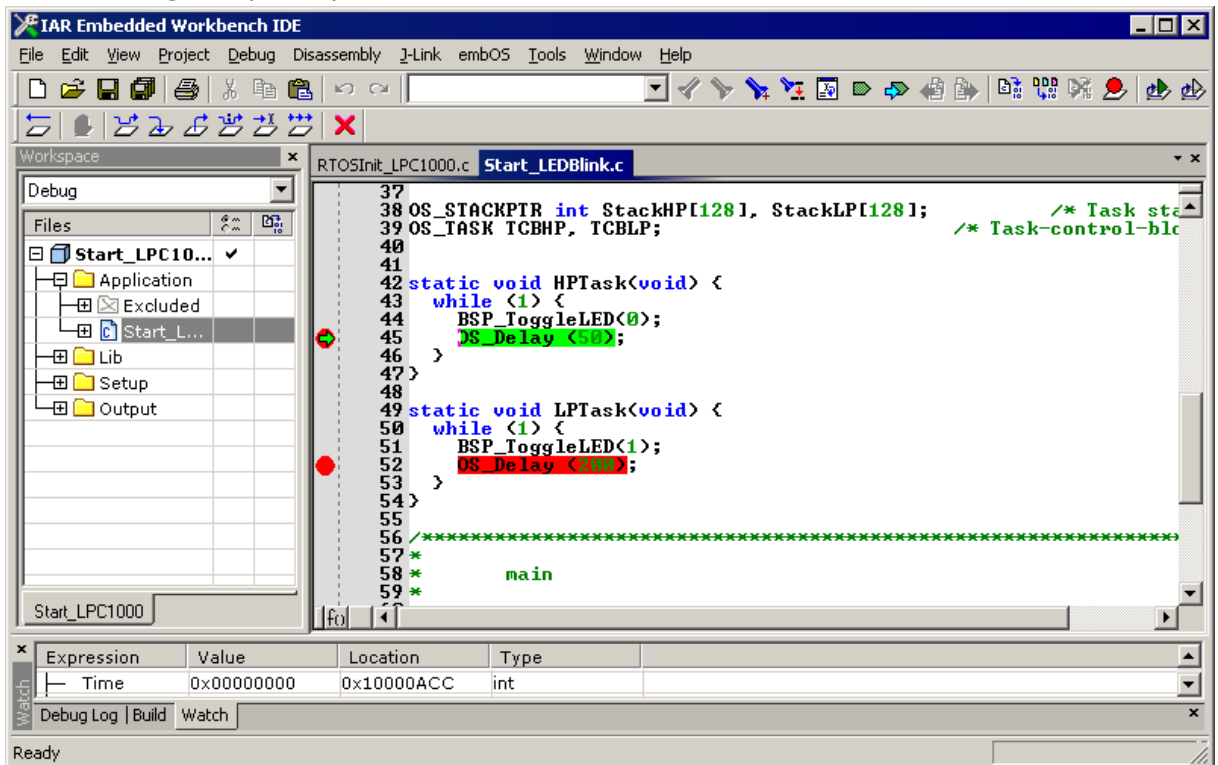 IAR Embedded Workbench IDE
File Edit View Project Debug Disassembly J-Link embOS Tools Window Help
Workspace
Debug
Files
Start_LPC10...
Application
Excluded
Start_L...
Lib
Setup
Output
Start_LPC1000
RTOSInit_LPC1000.c Start_LEDBlink.c
37
38 OS_STACKPTR int StackHP[128], StackLP[128]; /* Task sta
39 OS_TASK TCBHP, TCBLP; /* Task-control-blo
40
41
42 static void HPTask(void) {
43 while (1) {
44 BSP_ToggleLED(0);
45 OS_Delay (50);
46 }
47 }
48
49 static void LPTask(void) {
50 while (1) {
51 BSP_ToggleLED(1);
52 OS_Delay (200);
53 }
54 }
55
56 /*********************************************************************
57 *
58 * main
59 *
f()
Watch
Expression Value Location Type
Time 0x00000000 0x10000ACC int
Debug Log Build Watch
Ready